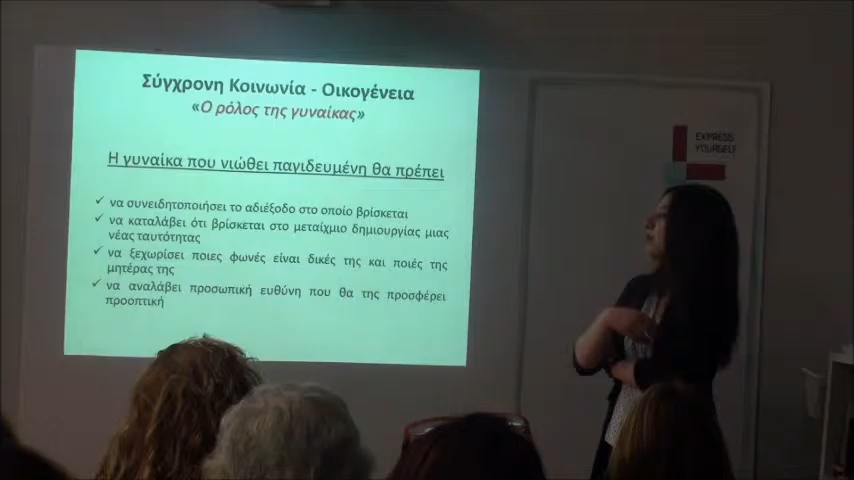 Σύγχρονη Κοινωνία - Οικογένεια
«Ο ρόλος της γυναίκας»
Η γυναίκα που νιώθει παγιδευμένη θα πρέπει
✓ να συνειδητοποιήσει το αδιέξοδο στο οποίο βρίσκεται
✓ να καταλάβει ότι βρίσκεται στο μεταίχμιο δημιουργίας μιας
νέας ταυτότητας
✓ να ξεχωρίσει ποιες φωνές είναι δικές της και ποιές της
μητέρας της
✓ να αναλάβει προσωπική ευθύνη που θα της προσφέρει
προοπτική
EXPRESS
YOURSELF